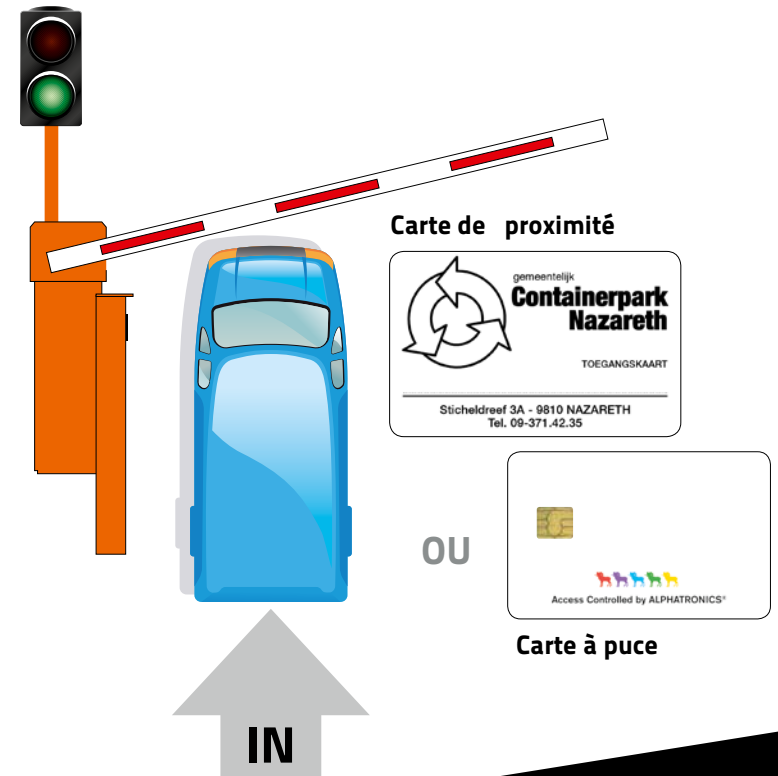 Carte de proximité
gemeentelijk
Containerpark
Nazareth
TOEGANGSKAART
Sticheldreef 3A - 9810 NAZARETH
Tel. 09-371.42.35
OU
Access Controlled by ALPHATRONICS®
Carte à puce
IN